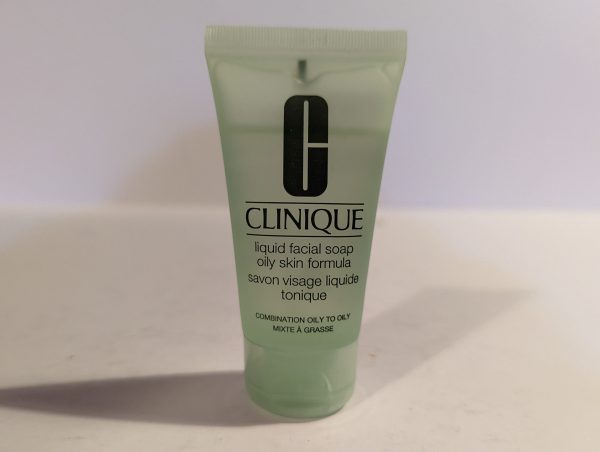 C
CLINIQUE
liquid facial soap
oily skin formula
savon visage liquide
tonique
COMBINATION OILY TO OILY
MIXTE À GRASSE